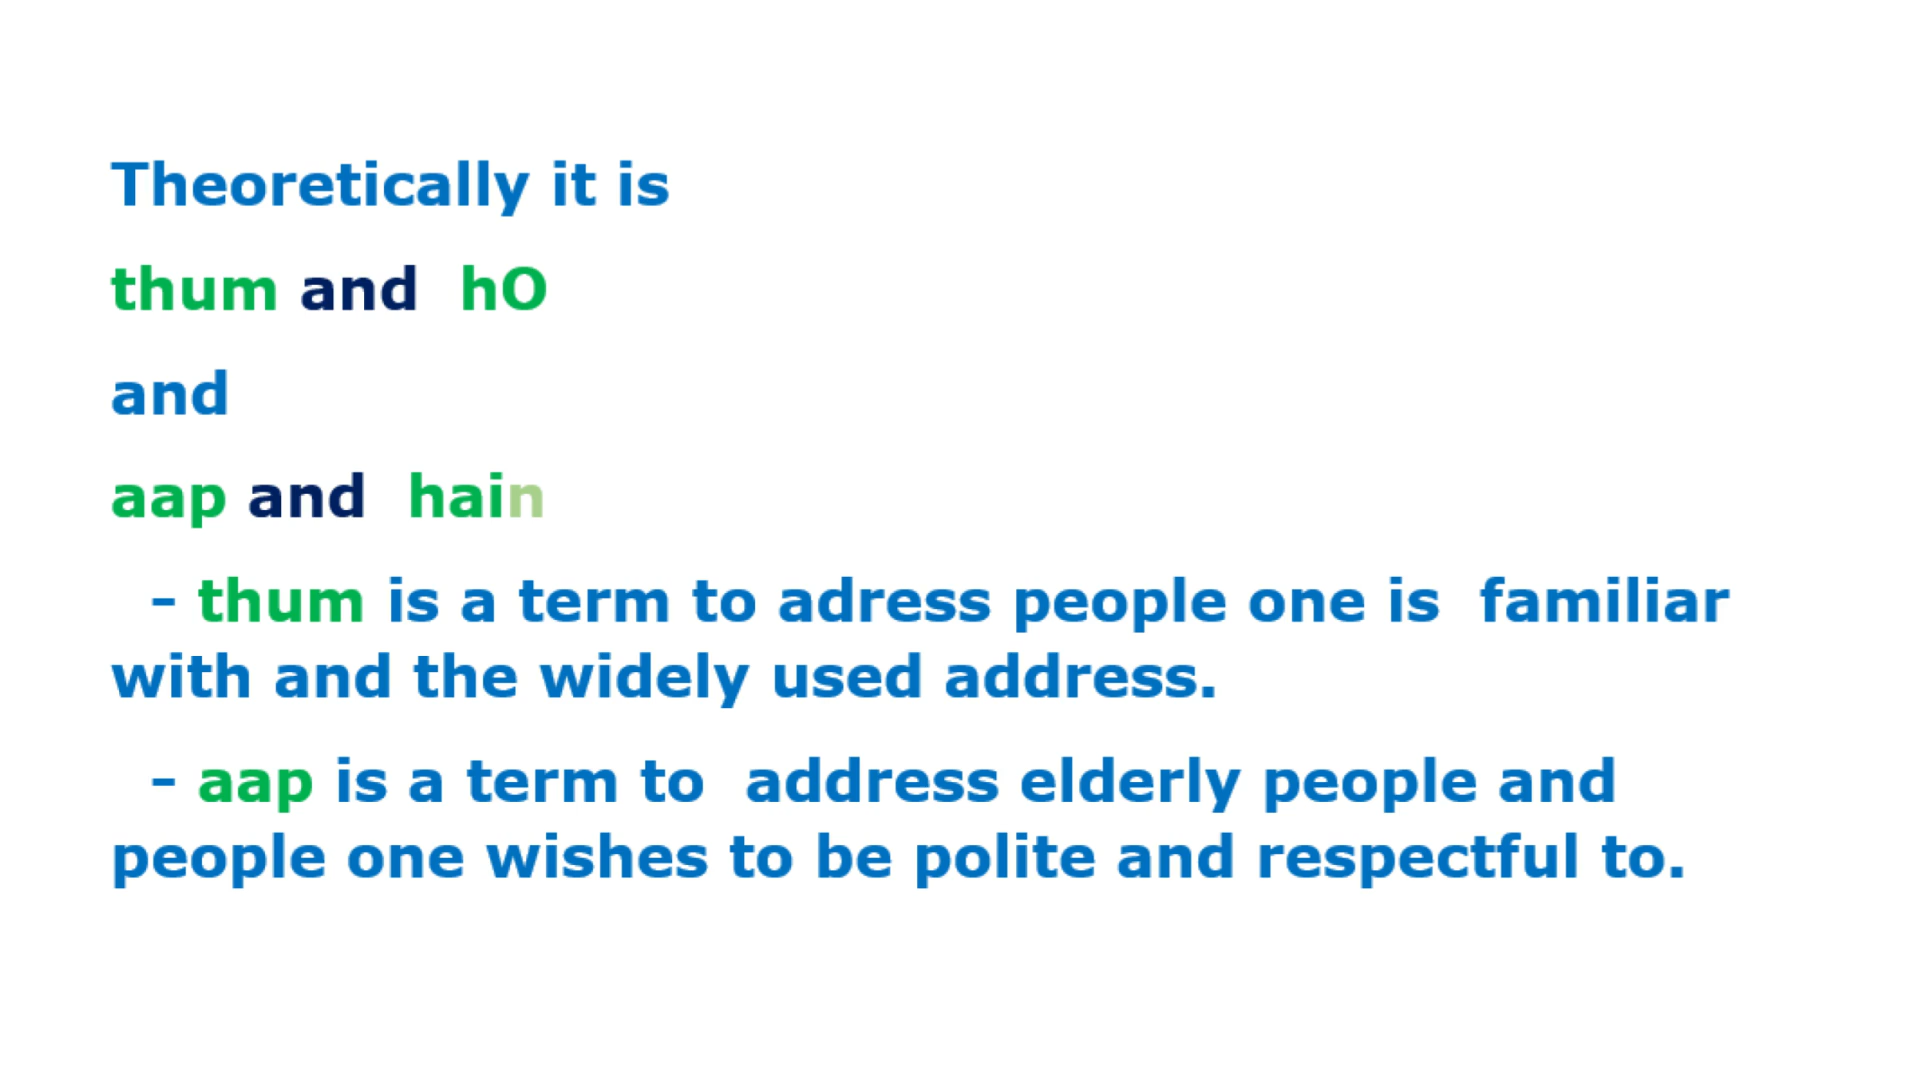 Theoretically it is
thum and hO
and
aap and hain
- thum is a term to adress people one is familiar
with and the widely used address.
- aap is a term to address elderly people and
people one wishes to be polite and respectful to.